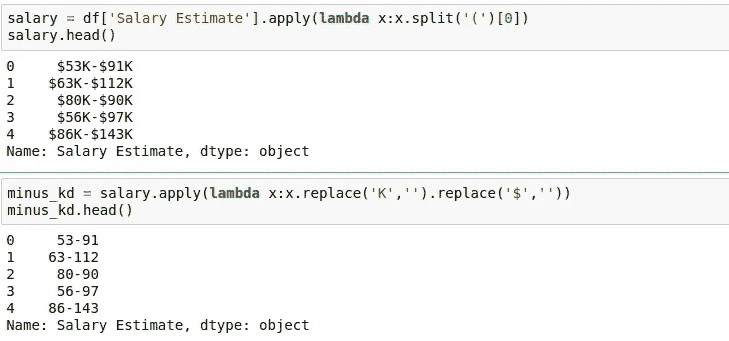 salary = df['Salary Estimate'].apply(lambda x:x.split('(')[0])
salary.head()
0     $53K-$91K
1    $63K-$112K
2     $80K-$90K
3     $56K-$97K
4    $86K-$143K
Name: Salary Estimate, dtype: object
minus_kd = salary.apply(lambda x:x.replace('K','').replace('$',''))
minus_kd.head()
0     53-91
1    63-112
2     80-90
3     56-97
4    86-143
Name: Salary Estimate, dtype: object